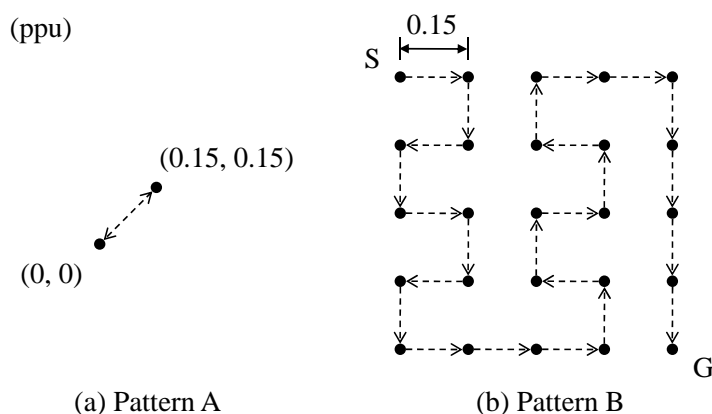 (ppu)
0.15
S
(0.15, 0.15)
(0, 0)
G
(a) Pattern A
(b) Pattern B